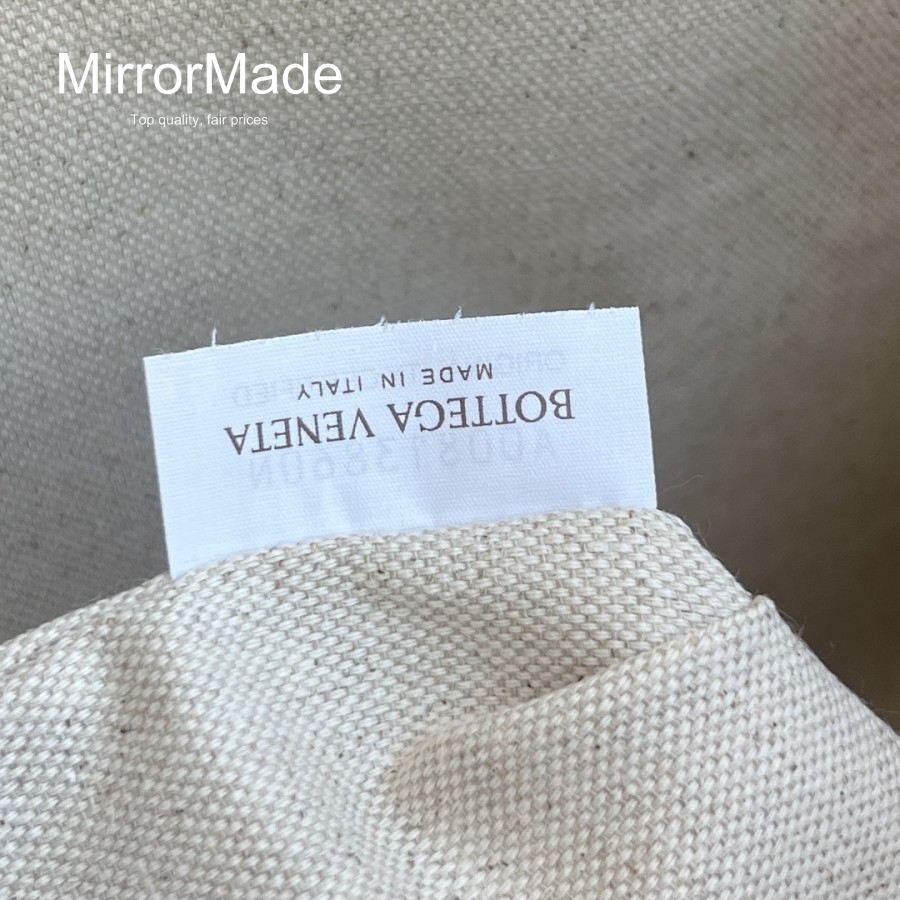 MirrorMade
Top quality, fair prices
BOTTEGA VENETA
MADE IN ITALY